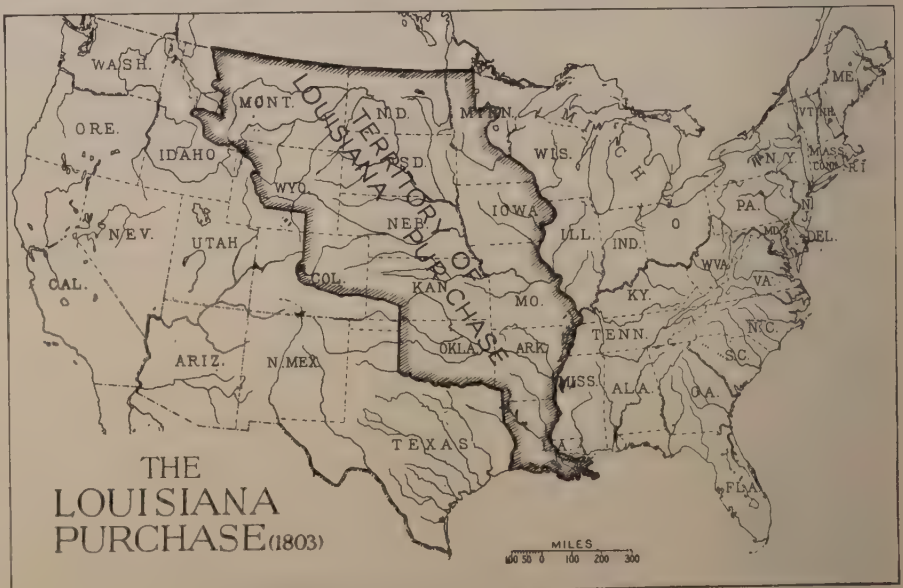 WASH.
MONT.
N.D.
MINN.
ME.
ORE.
IDAHO
S.D.
WIS.
MICH.
VT.
N.H.
MASS.
CONN.
R.I.
N.Y.
TERRITORY OF
LOUISIANA PURCHASE
WYO.
NEB.
IOWA
ILL.
IND.
O
PA.
N.J.
MD.
DEL.
NEV.
UTAH
COL.
KAN.
MO.
KY.
W.VA.
VA.
CAL.
ARIZ.
N.MEX.
OKLA.
ARK.
TENN.
N.C.
S.C.
MISS.
ALA.
GA.
TEXAS
LA.
FLA.
THE
LOUISIANA
PURCHASE (1803)
MILES
100 50 0 100 200 300